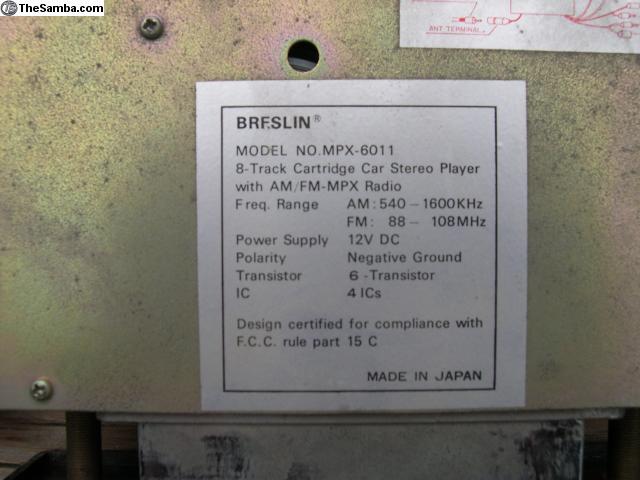 © TheSamba.com
ANT TERMINAL
BRESLIN®
MODEL NO.MPX-6011
8-Track Cartridge Car Stereo Player
with AM/FM-MPX Radio
Freq. Range AM: 540 – 1600KHz
FM: 88 – 108MHz
Power Supply 12V DC
Polarity Negative Ground
Transistor 6 -Transistor
IC 4 ICs
Design certified for compliance with
F.C.C. rule part 15 C
MADE IN JAPAN